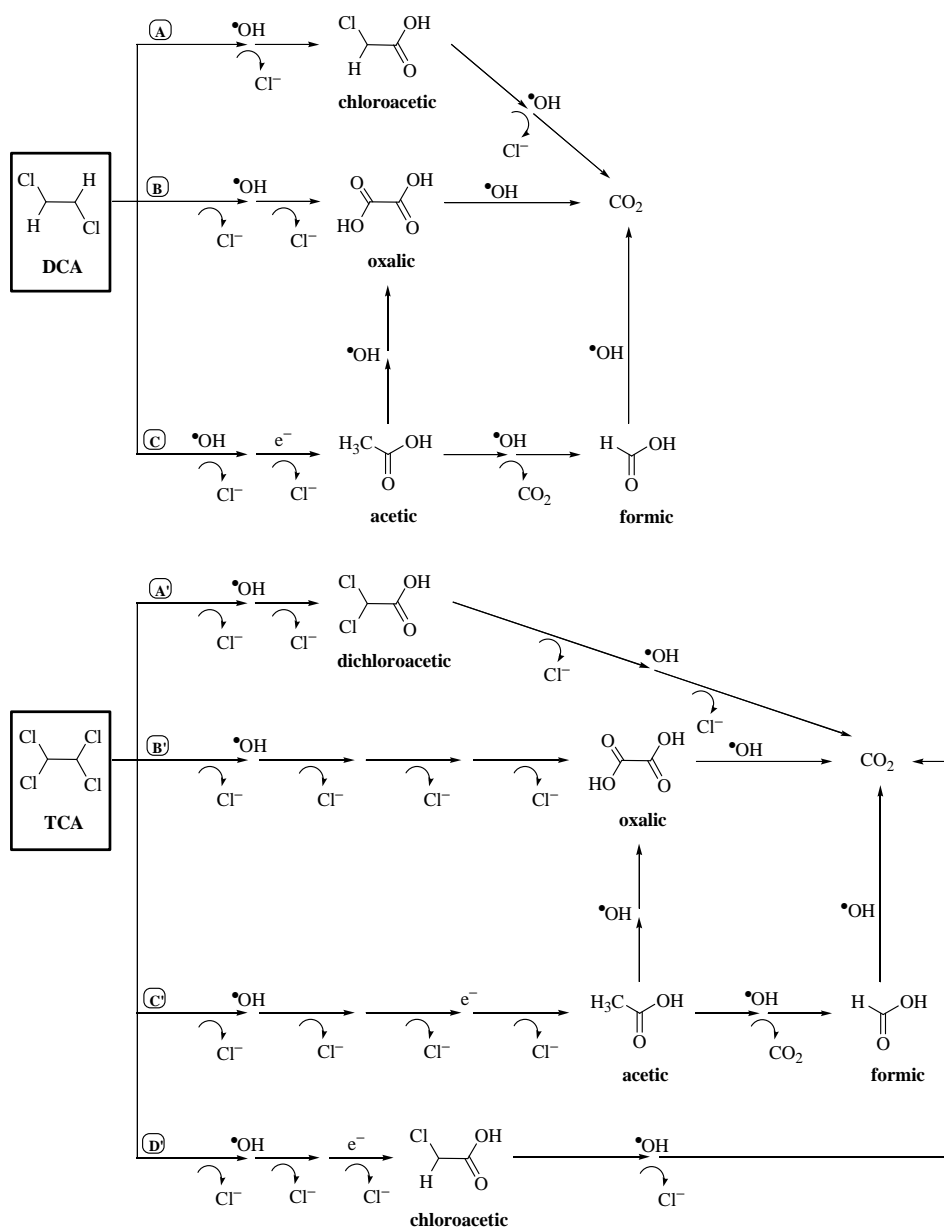 A
•OH
Cl−
Cl
OH
H
O
chloroacetic
•OH
Cl−
Cl
H
H
Cl
DCA
B
•OH
Cl−
Cl−
O
OH
HO
O
oxalic
•OH
CO2
•OH
•OH
C
•OH
Cl−
e−
Cl−
H3C
OH
O
acetic
•OH
CO2
H
OH
O
formic
A'
•OH
Cl−
Cl−
Cl
OH
Cl
O
dichloroacetic
Cl−
•OH
Cl−
Cl
Cl
Cl
Cl
TCA
B'
•OH
Cl−
Cl−
Cl−
Cl−
O
OH
HO
O
oxalic
•OH
CO2
•OH
•OH
C'
•OH
Cl−
Cl−
Cl−
e−
Cl−
H3C
OH
O
acetic
•OH
CO2
H
OH
O
formic
D'
•OH
Cl−
Cl−
e−
Cl−
Cl
OH
H
O
chloroacetic
•OH
Cl−